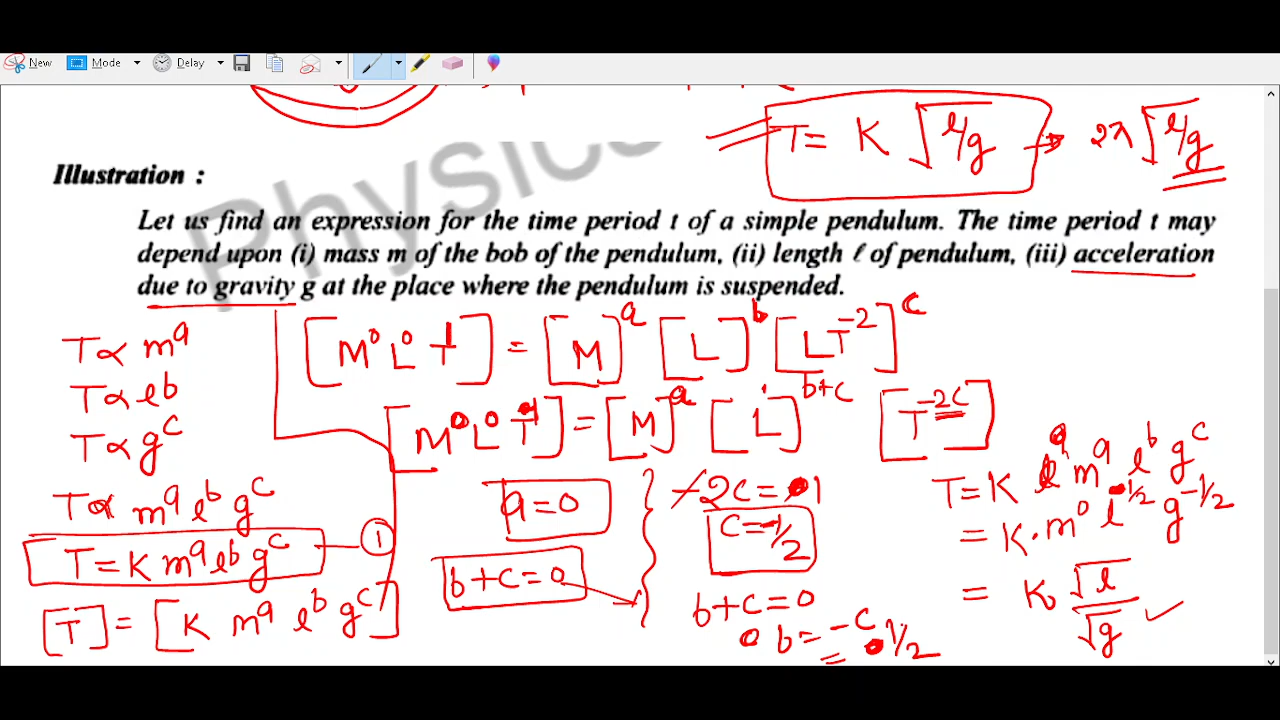 New Mode Delay
T = K √l/g → 2π √l/g
Illustration :
Physics
Let us find an expression for the time period t of a simple pendulum. The time period t may
depend upon (i) mass m of the bob of the pendulum, (ii) length ℓ of pendulum, (iii) acceleration
due to gravity g at the place where the pendulum is suspended.
T ∝ m^a
[M^0 L^0 T^1] = [M]^a [L]^b [LT^-2]^c
T ∝ l^b
[M^0 L^0 T^1] = [M]^a [L]^b+c [T^-2c]
T ∝ g^c
T ∝ m^a l^b g^c
T = K m^a l^b g^c ①
[T] = [K m^a l^b g^c]
a = 0
b + c = 0
-2c = 1
c = -1/2
b + c = 0
b = -c
1/2
T = K m^a l^b g^c
= K . m^0 l^1/2 g^-1/2
= K √l/√g ✓